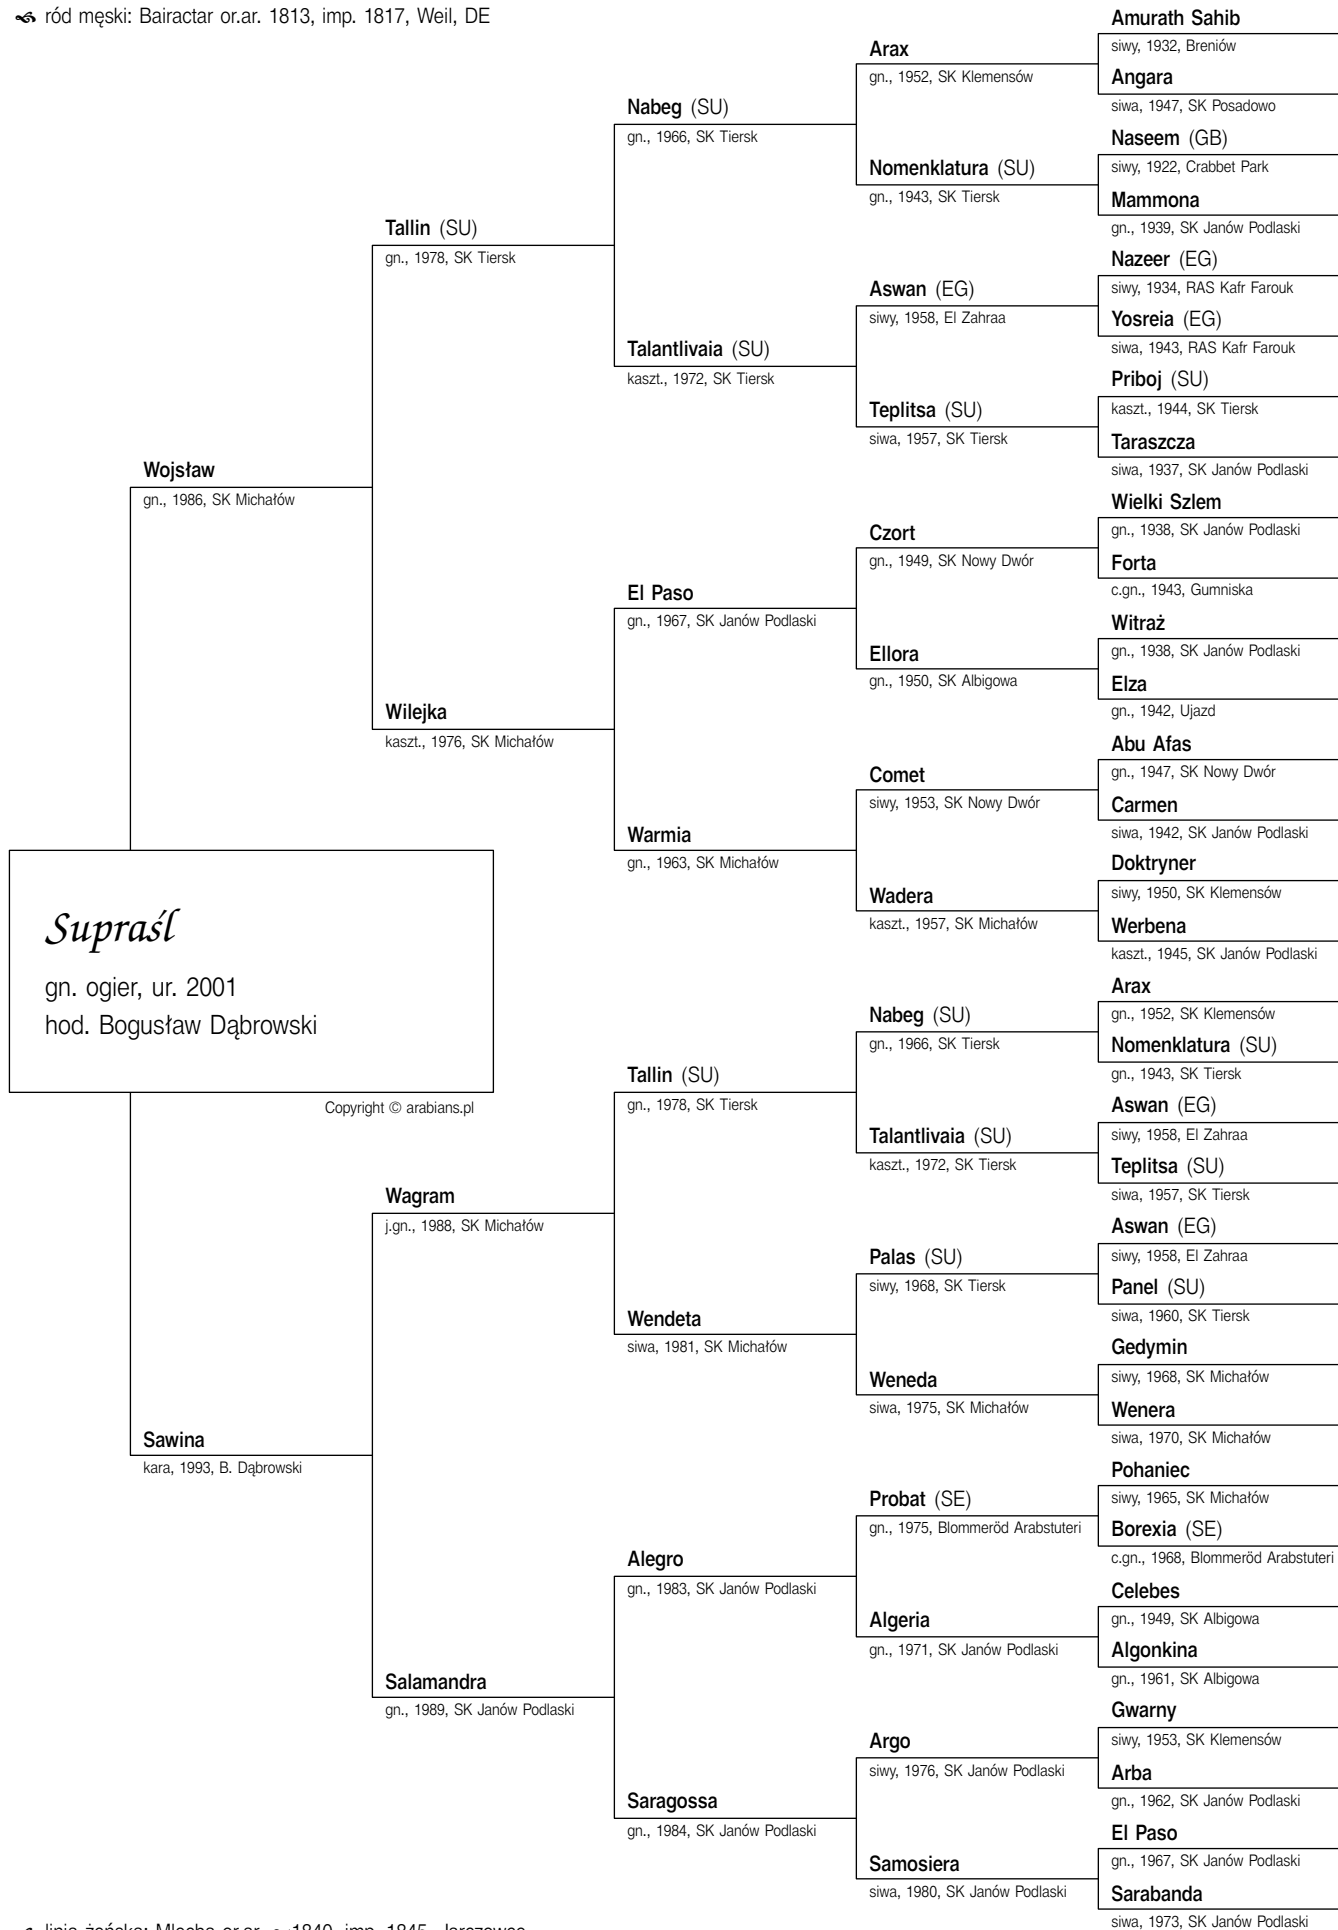 ród męski: Bairactar or.ar. 1813, imp. 1817, Weil, DE
Supraśl
gn. ogier, ur. 2001
hod. Bogusław Dąbrowski
Copyright © arabians.pl
Wojsław
gn., 1986, SK Michałów
Sawina
kara, 1993, B. Dąbrowski
Tallin (SU)
gn., 1978, SK Tiersk
Wilejka
kaszt., 1976, SK Michałów
Wagram
j.gn., 1988, SK Michałów
Salamandra
gn., 1989, SK Janów Podlaski
Nabeg (SU)
gn., 1966, SK Tiersk
Talantlivaia (SU)
kaszt., 1972, SK Tiersk
El Paso
gn., 1967, SK Janów Podlaski
Warmia
gn., 1963, SK Michałów
Tallin (SU)
gn., 1978, SK Tiersk
Wendeta
siwa, 1981, SK Michałów
Alegro
gn., 1983, SK Janów Podlaski
Saragossa
gn., 1984, SK Janów Podlaski
Arax
gn., 1952, SK Klemensów
Nomenklatura (SU)
gn., 1943, SK Tiersk
Aswan (EG)
siwy, 1958, El Zahraa
Teplitsa (SU)
siwa, 1957, SK Tiersk
Czort
gn., 1949, SK Nowy Dwór
Ellora
gn., 1950, SK Albigowa
Comet
siwy, 1953, SK Nowy Dwór
Wadera
kaszt., 1957, SK Michałów
Nabeg (SU)
gn., 1966, SK Tiersk
Talantlivaia (SU)
kaszt., 1972, SK Tiersk
Palas (SU)
siwy, 1968, SK Tiersk
Weneda
siwa, 1975, SK Michałów
Probat (SE)
gn., 1975, Blommeröd Arabstuteri
Algeria
gn., 1971, SK Janów Podlaski
Argo
siwy, 1976, SK Janów Podlaski
Samosiera
siwa, 1980, SK Janów Podlaski
Amurath Sahib
siwy, 1932, Breniów
Angara
siwa, 1947, SK Posadowo
Naseem (GB)
siwy, 1922, Crabbet Park
Mammona
gn., 1939, SK Janów Podlaski
Nazeer (EG)
siwy, 1934, RAS Kafr Farouk
Yosreia (EG)
siwa, 1943, RAS Kafr Farouk
Priboj (SU)
kaszt., 1944, SK Tiersk
Taraszcza
siwa, 1937, SK Janów Podlaski
Wielki Szlem
gn., 1938, SK Janów Podlaski
Forta
c.gn., 1943, Gumniska
Witraż
gn., 1938, SK Janów Podlaski
Elza
gn., 1942, Ujazd
Abu Afas
gn., 1947, SK Nowy Dwór
Carmen
siwa, 1942, SK Janów Podlaski
Doktryner
siwy, 1950, SK Klemensów
Werbena
kaszt., 1945, SK Janów Podlaski
Arax
gn., 1952, SK Klemensów
Nomenklatura (SU)
gn., 1943, SK Tiersk
Aswan (EG)
siwy, 1958, El Zahraa
Teplitsa (SU)
siwa, 1957, SK Tiersk
Aswan (EG)
siwy, 1958, El Zahraa
Panel (SU)
siwa, 1960, SK Tiersk
Gedymin
siwy, 1968, SK Michałów
Wenera
siwa, 1970, SK Michałów
Pohaniec
siwy, 1965, SK Michałów
Borexia (SE)
c.gn., 1968, Blommeröd Arabstuteri
Celebes
gn., 1949, SK Albigowa
Algonkina
gn., 1961, SK Albigowa
Gwarny
siwy, 1953, SK Klemensów
Arba
gn., 1962, SK Janów Podlaski
El Paso
gn., 1967, SK Janów Podlaski
Sarabanda
siwa, 1973, SK Janów Podlaski
linia żeńska: Mlecha or.ar. ~1840, imp. 1845, Jarczowce